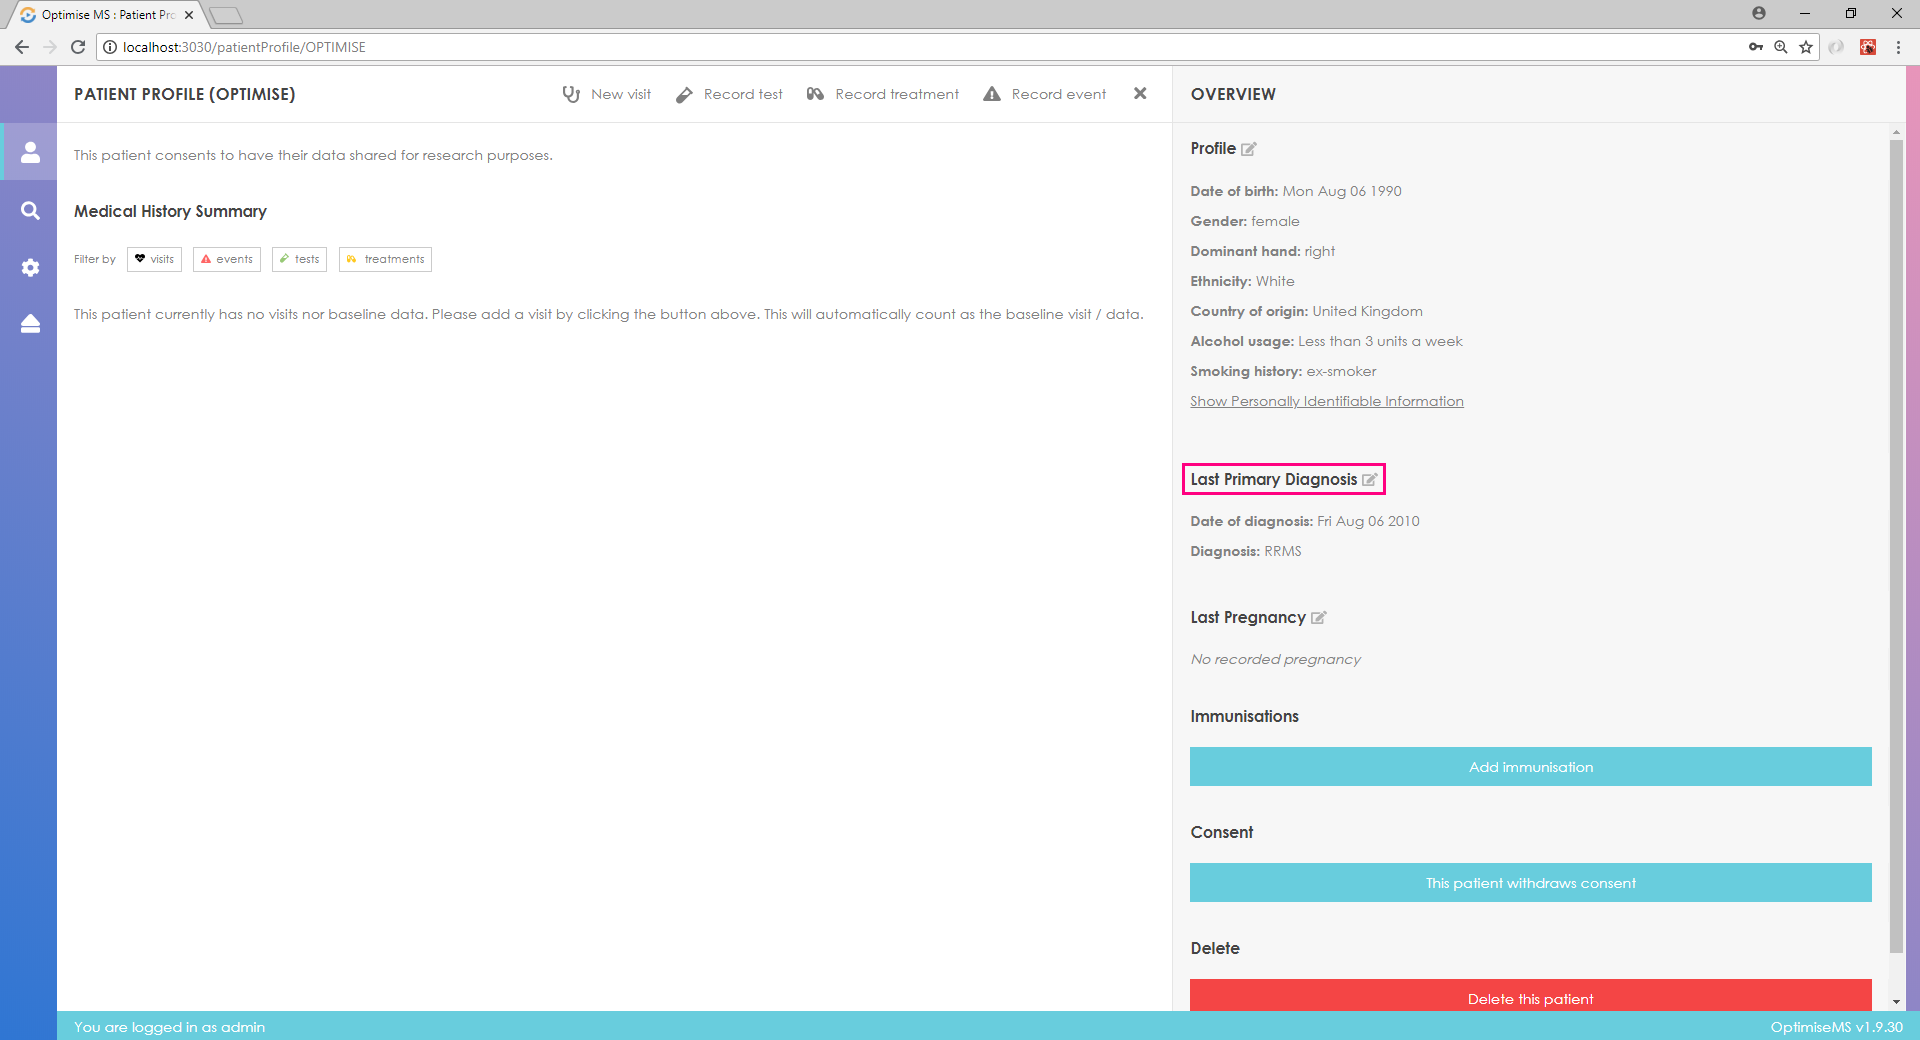 Optimise MS : Patient Pro
localhost:3030/patientProfile/OPTIMISE
PATIENT PROFILE (OPTIMISE)
New visit
Record test
Record treatment
Record event
This patient consents to have their data shared for research purposes.
Medical History Summary
Filter by
visits
events
tests
treatments
This patient currently has no visits nor baseline data. Please add a visit by clicking the button above. This will automatically count as the baseline visit / data.
OVERVIEW
Profile
Date of birth: Mon Aug 06 1990
Gender: female
Dominant hand: right
Ethnicity: White
Country of origin: United Kingdom
Alcohol usage: Less than 3 units a week
Smoking history: ex-smoker
Show Personally Identifiable Information
Last Primary Diagnosis
Date of diagnosis: Fri Aug 06 2010
Diagnosis: RRMS
Last Pregnancy
No recorded pregnancy
Immunisations
Add immunisation
Consent
This patient withdraws consent
Delete
Delete this patient
You are logged in as admin
OptimiseMS v1.9.30